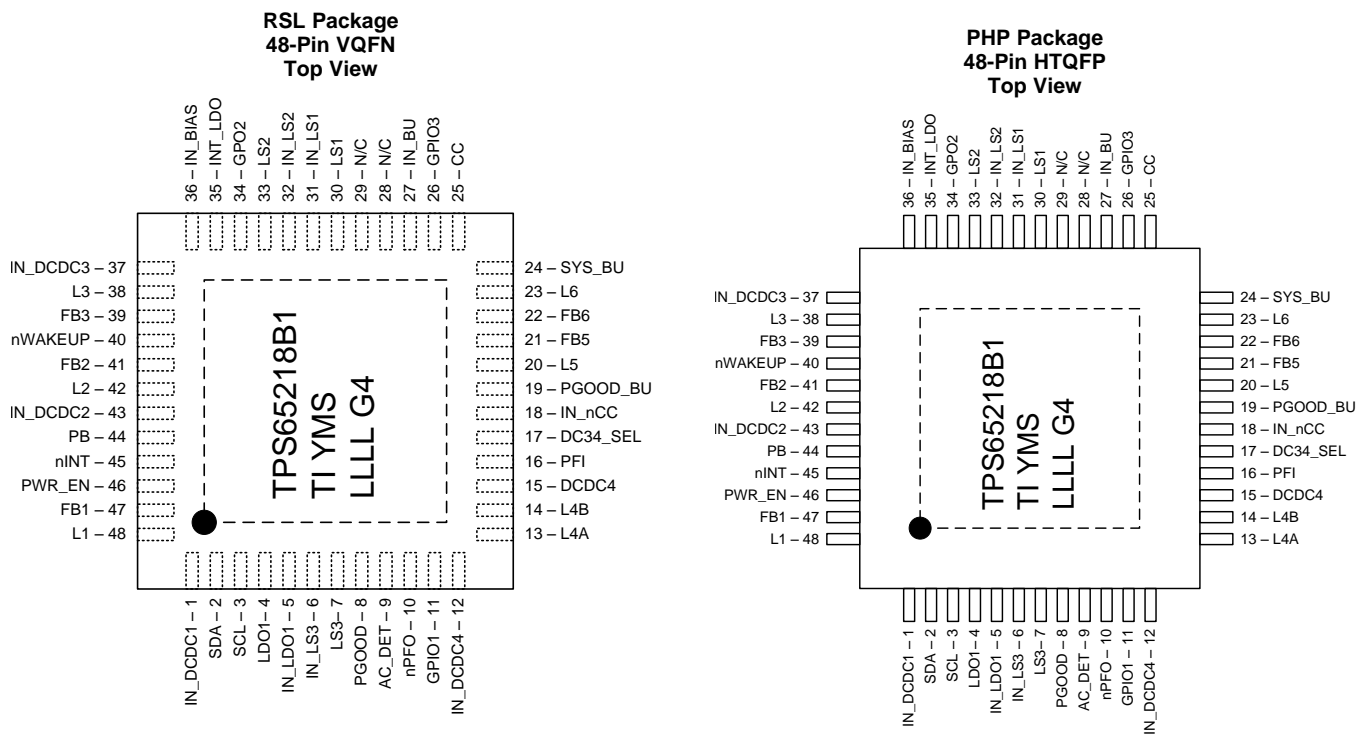 RSL Package
48-Pin VQFN
Top View
36 – IN_BIAS
35 – INT_LDO
34 – GPO2
33 – LS2
32 – IN_LS2
31 – IN_LS1
30 – LS1
29 – N/C
28 – N/C
27 – IN_BU
26 – GPIO3
25 – CC
IN_DCDC3 – 37
L3 – 38
FB3 – 39
nWAKEUP – 40
FB2 – 41
L2 – 42
IN_DCDC2 – 43
PB – 44
nINT – 45
PWR_EN – 46
FB1 – 47
L1 – 48
TPS65218B1
TI YMS
LLLL G4
24 – SYS_BU
23 – L6
22 – FB6
21 – FB5
20 – L5
19 – PGOOD_BU
18 – IN_nCC
17 – DC34_SEL
16 – PFI
15 – DCDC4
14 – L4B
13 – L4A
IN_DCDC1 – 1
SDA – 2
SCL – 3
LDO1 – 4
IN_LDO1 – 5
IN_LS3 – 6
LS3 – 7
PGOOD – 8
AC_DET – 9
nPFO – 10
GPIO1 – 11
IN_DCDC4 – 12
PHP Package
48-Pin HTQFP
Top View
36 – IN_BIAS
35 – INT_LDO
34 – GPO2
33 – LS2
32 – IN_LS2
31 – IN_LS1
30 – LS1
29 – N/C
28 – N/C
27 – IN_BU
26 – GPIO3
25 – CC
IN_DCDC3 – 37
L3 – 38
FB3 – 39
nWAKEUP – 40
FB2 – 41
L2 – 42
IN_DCDC2 – 43
PB – 44
nINT – 45
PWR_EN – 46
FB1 – 47
L1 – 48
TPS65218B1
TI YMS
LLLL G4
24 – SYS_BU
23 – L6
22 – FB6
21 – FB5
20 – L5
19 – PGOOD_BU
18 – IN_nCC
17 – DC34_SEL
16 – PFI
15 – DCDC4
14 – L4B
13 – L4A
IN_DCDC1 – 1
SDA – 2
SCL – 3
LDO1 – 4
IN_LDO1 – 5
IN_LS3 – 6
LS3 – 7
PGOOD – 8
AC_DET – 9
nPFO – 10
GPIO1 – 11
IN_DCDC4 – 12